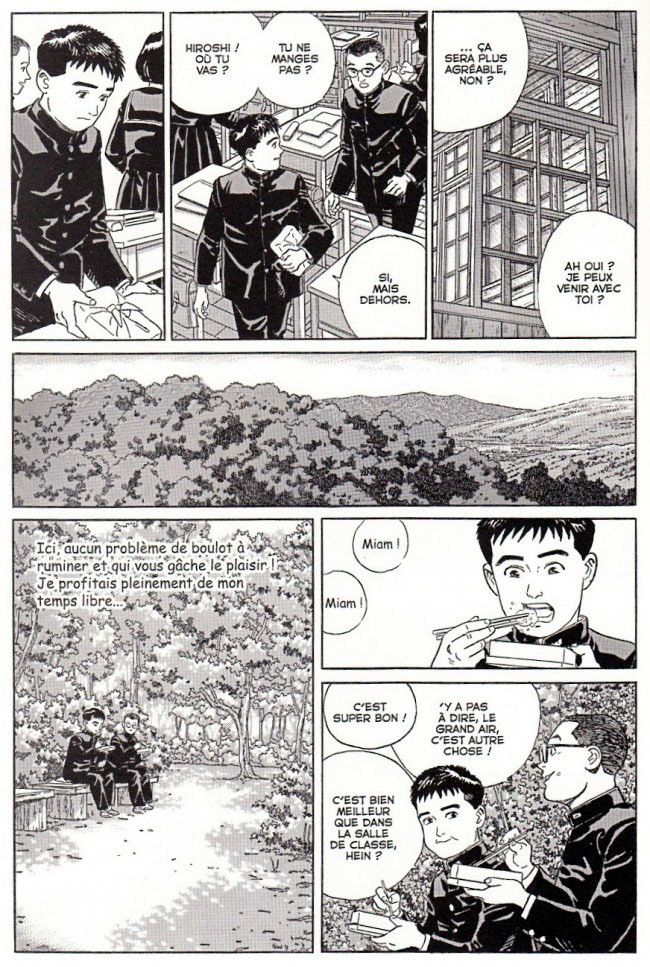 HIROSHI !
OÙ TU
VAS ?
TU NE
MANGES
PAS ?
SI,
MAIS
DEHORS.
... ÇA
SERA PLUS
AGRÉABLE,
NON ?
AH OUI ?
JE PEUX
VENIR AVEC
TOI ?
Ici, aucun problème de boulot à
ruminer et qui vous gâche le plaisir !
Je profitais pleinement de mon
temps libre...
Miam !
Miam !
C'EST
SUPER BON !
'Y A PAS
À DIRE, LE
GRAND AIR,
C'EST AUTRE
CHOSE !
C'EST BIEN
MEILLEUR
QUE DANS
LA SALLE
DE CLASSE,
HEIN ?